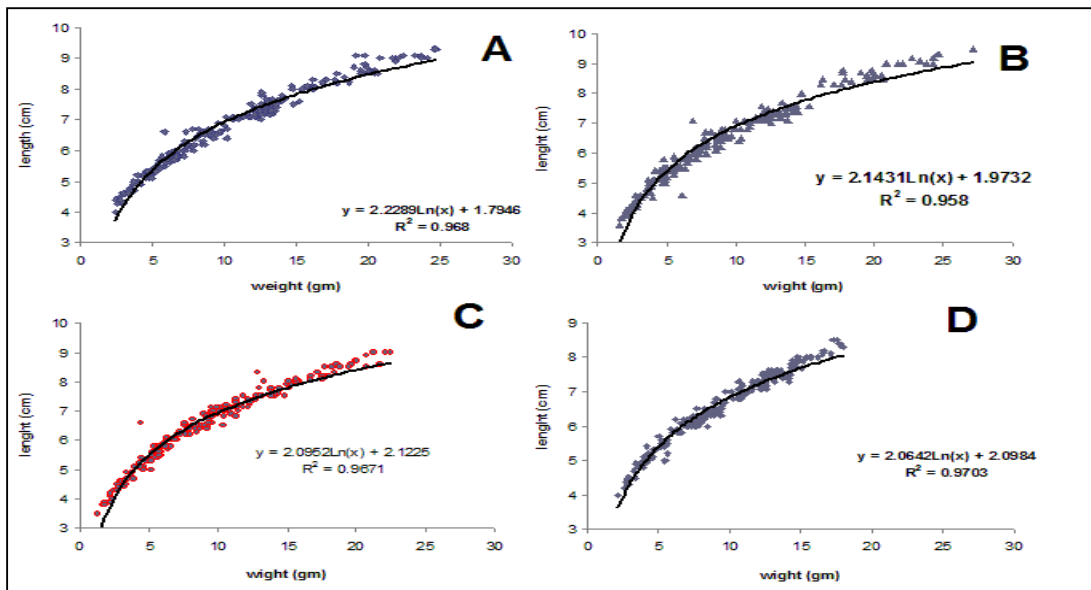 A
10
9
8
7
6
5
4
3
length (cm)
y = 2.2289Ln(x) + 1.7946
R² = 0.968
0 5 10 15 20 25 30
weight (gm)
B
10
9
8
7
6
5
4
3
lenght (cm)
y = 2.1431Ln(x) + 1.9732
R² = 0.958
0 5 10 15 20 25 30
wight (gm)
C
10
9
8
7
6
5
4
3
lenght (cm)
y = 2.0952Ln(x) + 2.1225
R² = 0.9671
0 5 10 15 20 25 30
wight (gm)
D
9
8
7
6
5
4
3
lenght (cm)
y = 2.0642Ln(x) + 2.0984
R² = 0.9703
0 5 10 15 20 25 30
wight (gm)